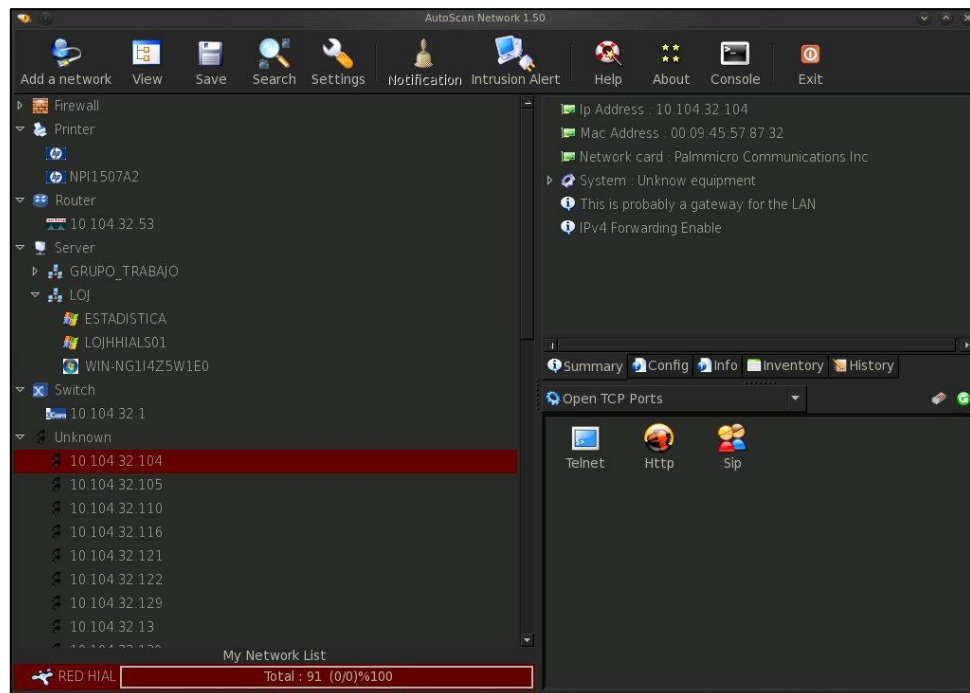 AutoScan Network 1.50
Add a network View Save Search Settings Notification Intrusion Alert Help About Console Exit
Firewall
Printer
NPI1507A2
Router
10.104.32.53
Server
GRUPO_TRABAJO
LOJ
ESTADISTICA
LOJHHIALS01
WIN-NG1I4Z5W1E0
Switch
10.104.32.1
Unknown
10.104.32.104
10.104.32.105
10.104.32.110
10.104.32.116
10.104.32.121
10.104.32.122
10.104.32.129
10.104.32.13
My Network List
RED HIAL
Total : 91 (0/0)%100
Ip Address : 10.104.32.104
Mac Address : 00:09:45:57:87:32
Network card : Palmmicro Communications Inc
System : Unknow equipment
This is probably a gateway for the LAN
IPv4 Forwarding Enable
Summary Config Info Inventory History
Open TCP Ports
Telnet Http Sip